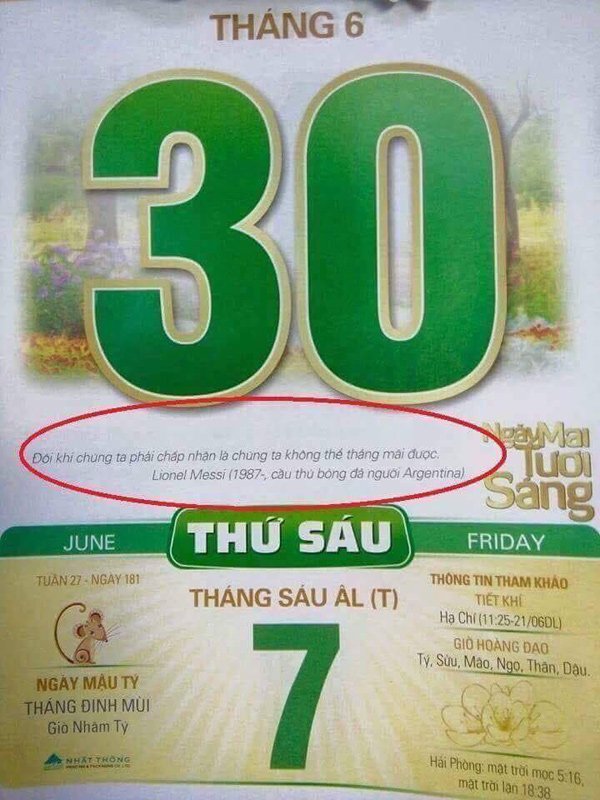 THÁNG 6
30
Đôi khi chúng ta phải chấp nhận là chúng ta không thể thắng mãi được.
Lionel Messi (1987-, cầu thủ bóng đá người Argentina)
Ngày Mai
Tươi
Sáng
JUNE
THỨ SÁU
FRIDAY
TUẦN 27 - NGÀY 181
THÁNG SÁU ÂL (T)
7
NGÀY MẬU TÝ
THÁNG ĐINH MÙI
Giờ Nhâm Tý
NHẤT THỐNG
THÔNG TIN THAM KHẢO
TIẾT KHÍ
Hạ Chí (11:25-21/06DL)
GIỜ HOÀNG ĐẠO
Tý, Sửu, Mão, Ngọ, Thân, Dậu.
Hải Phòng: mặt trời mọc 5:16,
mặt trời lặn 18:38